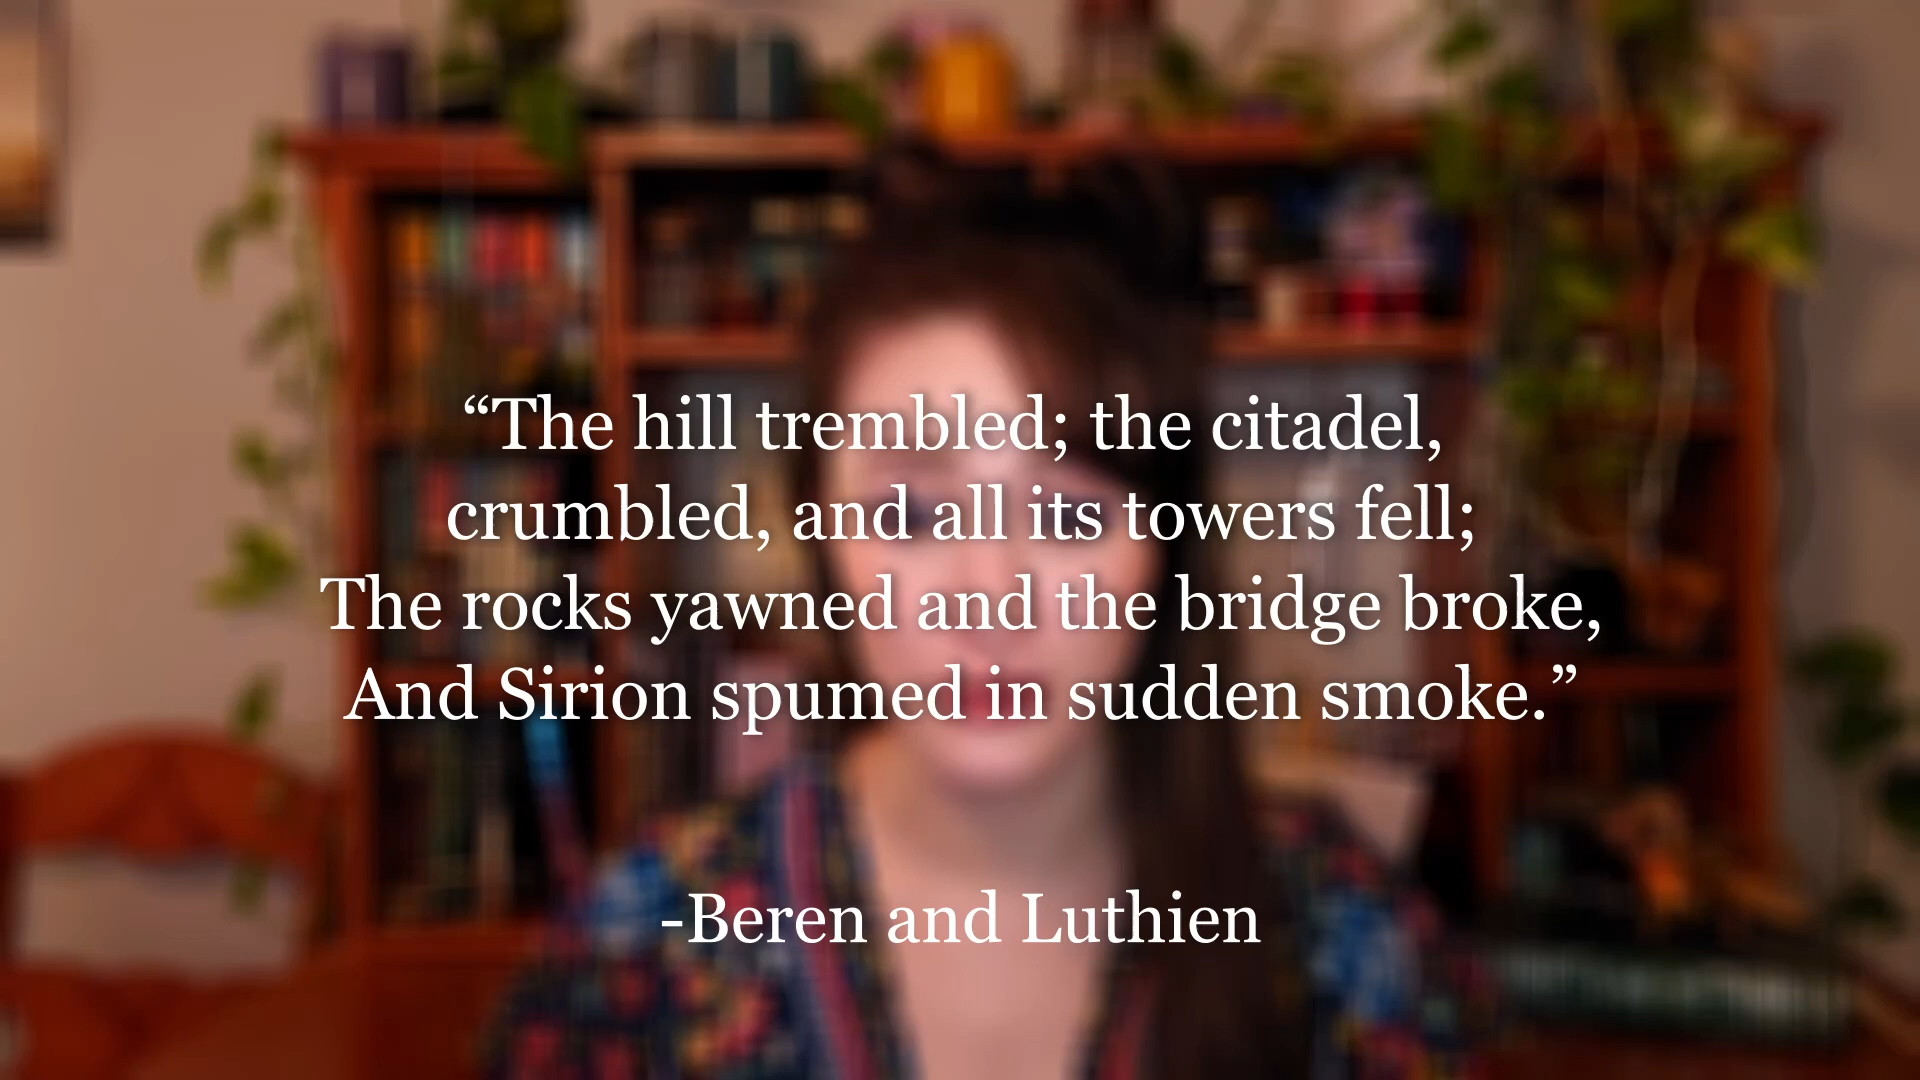 “The hill trembled; the citadel,
crumbled, and all its towers fell;
The rocks yawned and the bridge broke,
And Sirion spumed in sudden smoke.”
-Beren and Luthien